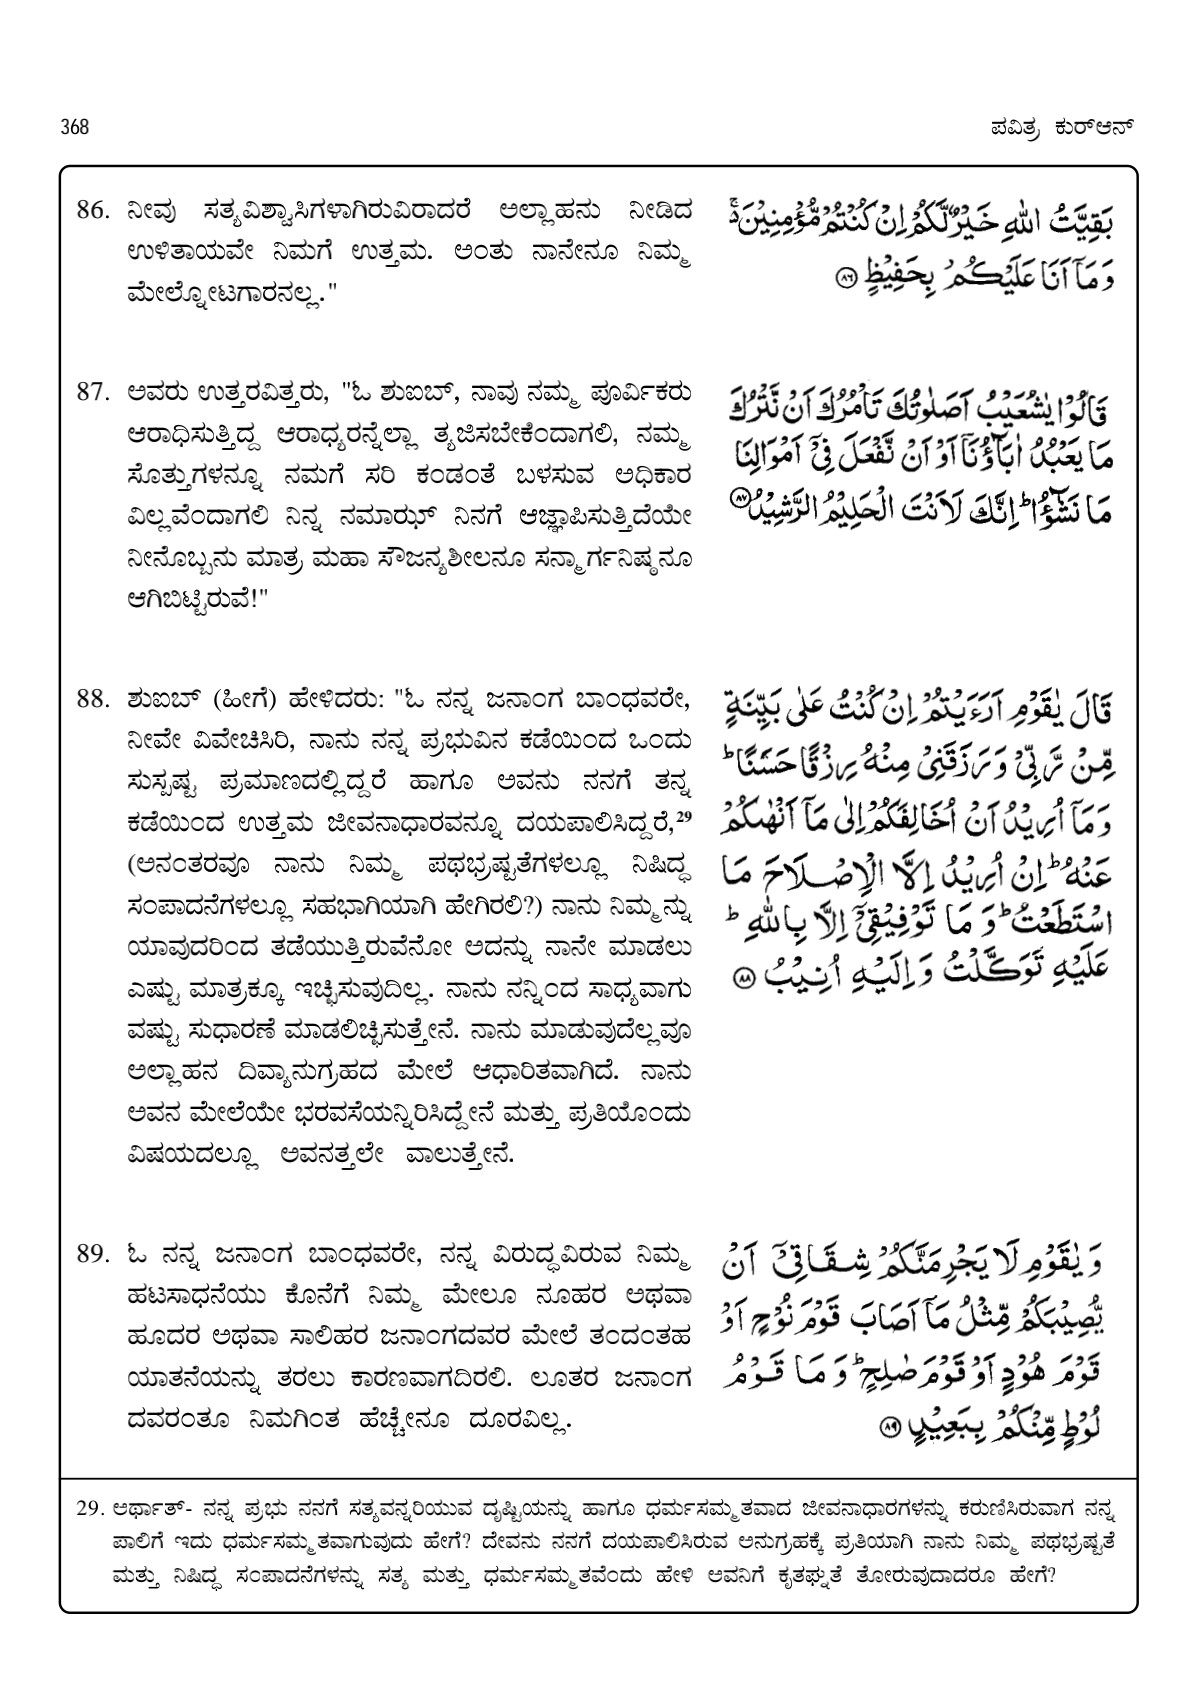 368
ಪವಿತ್ರ ಕುರ್‌ಆನ್
86. ನೀವು ಸತ್ಯವಿಶ್ವಾಸಿಗಳಾಗಿರುವಿರಾದರೆ ಅಲ್ಲಾಹನು ನೀಡಿದ
ಉಳಿತಾಯವೇ ನಿಮಗೆ ಉತ್ತಮ. ಅಂತು ನಾನೇನೂ ನಿಮ್ಮ
ಮೇಲ್ನೋಟಗಾರನಲ್ಲ."
بَقِيَّتُ اللّٰهِ خَيْرٌ لَّكُمْ اِنْ كُنْتُمْ مُّؤْمِنِيْنَ ۚ
وَمَاۤ اَنَا عَلَيْكُمْ بِحَفِيْظٍ ۝۸۶
87. ಅವರು ಉತ್ತರವಿತ್ತರು, "ಓ ಶುಐಬ್, ನಾವು ನಮ್ಮ ಪೂರ್ವಿಕರು
ಆರಾಧಿಸುತ್ತಿದ್ದ ಆರಾಧ್ಯರನ್ನೆಲ್ಲಾ ತ್ಯಜಿಸಬೇಕೆಂದಾಗಲಿ, ನಮ್ಮ
ಸೊತ್ತುಗಳನ್ನೂ ನಮಗೆ ಸರಿ ಕಂಡಂತೆ ಬಳಸುವ ಅಧಿಕಾರ
ವಿಲ್ಲವೆಂದಾಗಲಿ ನಿನ್ನ ನಮಾಝ್ ನಿನಗೆ ಆಜ್ಞಾಪಿಸುತ್ತಿದೆಯೇ
ನೀನೊಬ್ಬನು ಮಾತ್ರ ಮಹಾ ಸೌಜನ್ಯಶೀಲನೂ ಸನ್ಮಾರ್ಗನಿಷ್ಠನೂ
ಆಗಿಬಿಟ್ಟಿರುವೆ!"
قَالُوْا يٰشُعَيْبُ اَصَلٰوتُكَ تَاْمُرُكَ اَنْ نَّتْرُكَ
مَا يَعْبُدُ اٰبَآؤُنَاۤ اَوْ اَنْ نَّفْعَلَ فِيْۤ اَمْوَالِنَا
مَا نَشٰٓؤُا ؕ اِنَّكَ لَاَنْتَ الْحَلِيْمُ الرَّشِيْدُ ۝۸۷
88. ಶುಐಬ್ (ಹೀಗೆ) ಹೇಳಿದರು: "ಓ ನನ್ನ ಜನಾಂಗ ಬಾಂಧವರೇ,
ನೀವೇ ವಿವೇಚಿಸಿರಿ, ನಾನು ನನ್ನ ಪ್ರಭುವಿನ ಕಡೆಯಿಂದ ಒಂದು
ಸುಸ್ಪಷ್ಟ ಪ್ರಮಾಣದಲ್ಲಿದ್ದರೆ ಹಾಗೂ ಅವನು ನನಗೆ ತನ್ನ
ಕಡೆಯಿಂದ ಉತ್ತಮ ಜೀವನಾಧಾರವನ್ನೂ ದಯಪಾಲಿಸಿದ್ದರೆ,²⁹
(ಅನಂತರವೂ ನಾನು ನಿಮ್ಮ ಪಥಭ್ರಷ್ಟತೆಗಳಲ್ಲೂ ನಿಷಿದ್ಧ
ಸಂಪಾದನೆಗಳಲ್ಲೂ ಸಹಭಾಗಿಯಾಗಿ ಹೇಗಿರಲಿ?) ನಾನು ನಿಮ್ಮನ್ನು
ಯಾವುದರಿಂದ ತಡೆಯುತ್ತಿರುವೆನೋ ಅದನ್ನು ನಾನೇ ಮಾಡಲು
ಎಷ್ಟು ಮಾತ್ರಕ್ಕೂ ಇಚ್ಛಿಸುವುದಿಲ್ಲ. ನಾನು ನನ್ನಿಂದ ಸಾಧ್ಯವಾಗು
ವಷ್ಟು ಸುಧಾರಣೆ ಮಾಡಲಿಚ್ಛಿಸುತ್ತೇನೆ. ನಾನು ಮಾಡುವುದೆಲ್ಲವೂ
ಅಲ್ಲಾಹನ ದಿವ್ಯಾನುಗ್ರಹದ ಮೇಲೆ ಆಧಾರಿತವಾಗಿದೆ. ನಾನು
ಅವನ ಮೇಲೆಯೇ ಭರವಸೆಯನ್ನಿರಿಸಿದ್ದೇನೆ ಮತ್ತು ಪ್ರತಿಯೊಂದು
ವಿಷಯದಲ್ಲೂ ಅವನತ್ತಲೇ ವಾಲುತ್ತೇನೆ.
قَالَ يٰقَوْمِ اَرَءَيْتُمْ اِنْ كُنْتُ عَلٰى بَيِّنَةٍ
مِّنْ رَّبِّيْ وَرَزَقَنِيْ مِنْهُ رِزْقًا حَسَنًا ؕ
وَمَاۤ اُرِيْدُ اَنْ اُخَالِفَكُمْ اِلٰى مَاۤ اَنْهٰىكُمْ
عَنْهُ ؕ اِنْ اُرِيْدُ اِلَّا الْاِصْلَاحَ مَا
اسْتَطَعْتُ ؕ وَمَا تَوْفِيْقِيْۤ اِلَّا بِاللّٰهِ ؕ
عَلَيْهِ تَوَكَّلْتُ وَاِلَيْهِ اُنِيْبُ ۝۸۸
89. ಓ ನನ್ನ ಜನಾಂಗ ಬಾಂಧವರೇ, ನನ್ನ ವಿರುದ್ಧವಿರುವ ನಿಮ್ಮ
ಹಟಸಾಧನೆಯು ಕೊನೆಗೆ ನಿಮ್ಮ ಮೇಲೂ ನೂಹರ ಅಥವಾ
ಹೂದರ ಅಥವಾ ಸಾಲಿಹರ ಜನಾಂಗದವರ ಮೇಲೆ ತಂದಂತಹ
ಯಾತನೆಯನ್ನು ತರಲು ಕಾರಣವಾಗದಿರಲಿ. ಲೂತರ ಜನಾಂಗ
ದವರಂತೂ ನಿಮಗಿಂತ ಹೆಚ್ಚೇನೂ ದೂರವಿಲ್ಲ.
وَيٰقَوْمِ لَا يَجْرِمَنَّكُمْ شِقَاقِيْۤ اَنْ
يُّصِيْبَكُمْ مِّثْلُ مَاۤ اَصَابَ قَوْمَ نُوْحٍ اَوْ
قَوْمَ هُوْدٍ اَوْ قَوْمَ صٰلِحٍ ؕ وَمَا قَوْمُ
لُوْطٍ مِّنْكُمْ بِبَعِيْدٍ ۝۸۹
29. ಅರ್ಥಾತ್- ನನ್ನ ಪ್ರಭು ನನಗೆ ಸತ್ಯವನ್ನರಿಯುವ ದೃಷ್ಟಿಯನ್ನು ಹಾಗೂ ಧರ್ಮಸಮ್ಮತವಾದ ಜೀವನಾಧಾರಗಳನ್ನು ಕರುಣಿಸಿರುವಾಗ ನನ್ನ
ಪಾಲಿಗೆ ಇದು ಧರ್ಮಸಮ್ಮತವಾಗುವುದು ಹೇಗೆ? ದೇವನು ನನಗೆ ದಯಪಾಲಿಸಿರುವ ಅನುಗ್ರಹಕ್ಕೆ ಪ್ರತಿಯಾಗಿ ನಾನು ನಿಮ್ಮ ಪಥಭ್ರಷ್ಟತೆ
ಮತ್ತು ನಿಷಿದ್ಧ ಸಂಪಾದನೆಗಳನ್ನು ಸತ್ಯ ಮತ್ತು ಧರ್ಮಸಮ್ಮತವೆಂದು ಹೇಳಿ ಅವನಿಗೆ ಕೃತಘ್ನತೆ ತೋರುವುದಾದರೂ ಹೇಗೆ?